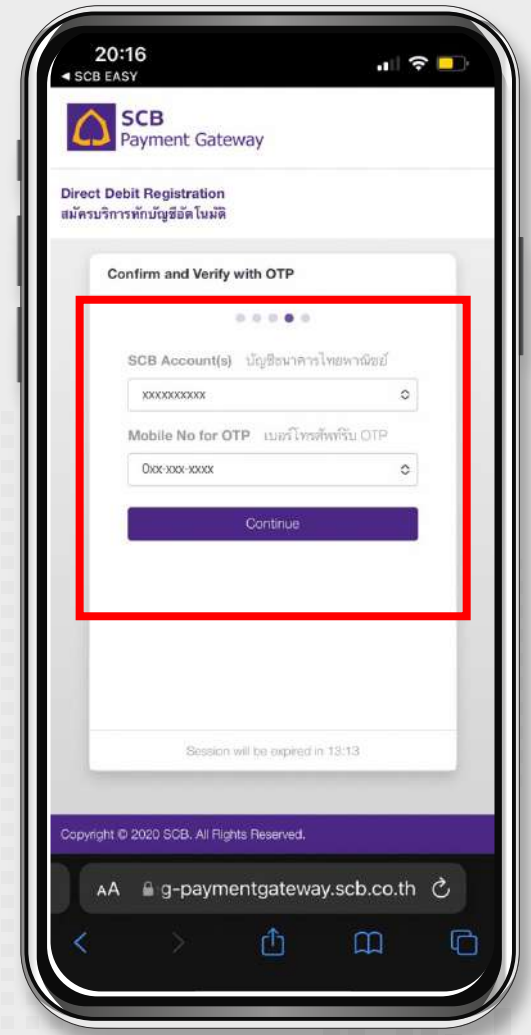 20:16
◀ SCB EASY
SCB
Payment Gateway
Direct Debit Registration
สมัครบริการหักบัญชีอัตโนมัติ
Confirm and Verify with OTP
SCB Account(s) บัญชีธนาคารไทยพาณิชย์
xxxxxxxxxx
Mobile No for OTP เบอร์โทรศัพท์รับ OTP
0xx-xxx-xxxx
Continue
Session will be expired in 13:13
Copyright © 2020 SCB. All Rights Reserved.
AA g-paymentgateway.scb.co.th